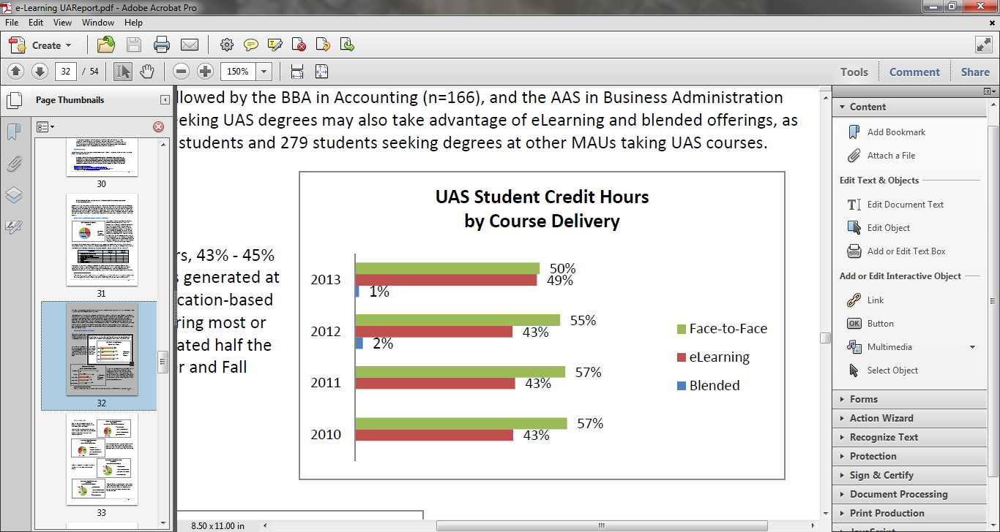 e-Learning UAReport.pdf - Adobe Acrobat Pro
File Edit View Window Help
Create
32 / 54 150% Tools Comment Share
Page Thumbnails
30
31
32
33
llowed by the BBA in Accounting (n=166), and the AAS in Business Administration
eking UAS degrees may also take advantage of eLearning and blended offerings, as
students and 279 students seeking degrees at other MAUs taking UAS courses.
rs, 43% - 45%
s generated at
cation-based
ring most or
ated half the
r and Fall
UAS Student Credit Hours
by Course Delivery
2013 50%
49%
1%
2012 55%
43%
2%
2011 57%
43%
2010 57%
43%
Face-to-Face
eLearning
Blended
8.50 x 11.00 in
Content
Add Bookmark
Attach a File
Edit Text & Objects
Edit Document Text
Edit Object
Add or Edit Text Box
Add or Edit Interactive Object
Link
OK Button
Multimedia
Select Object
Forms
Action Wizard
Recognize Text
Protection
Sign & Certify
Document Processing
Print Production
JavaScript